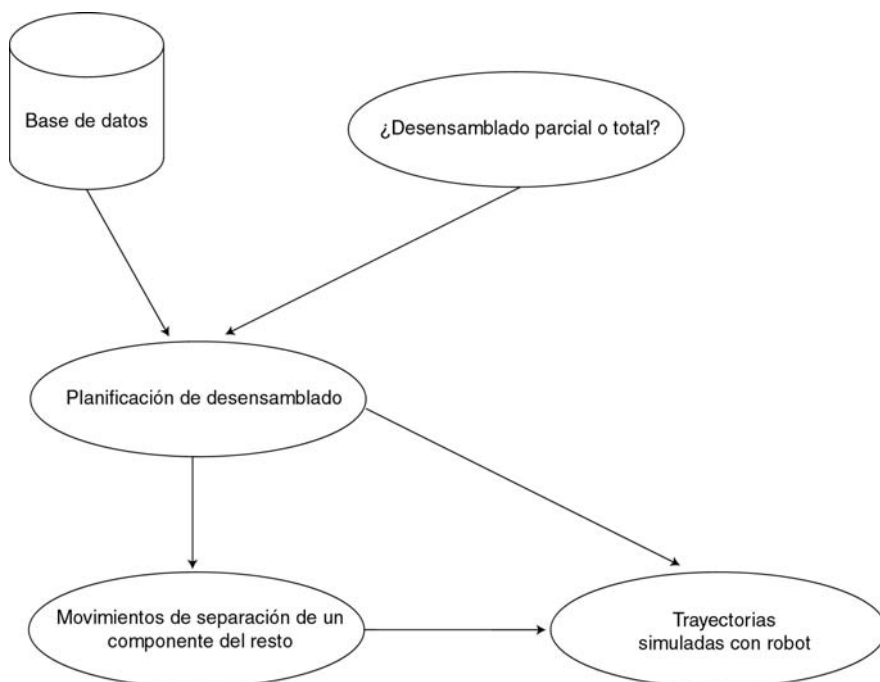 Base de datos
¿Desensamblado parcial o total?
Planificación de desensamblado
Movimientos de separación de un
componente del resto
Trayectorias
simuladas con robot